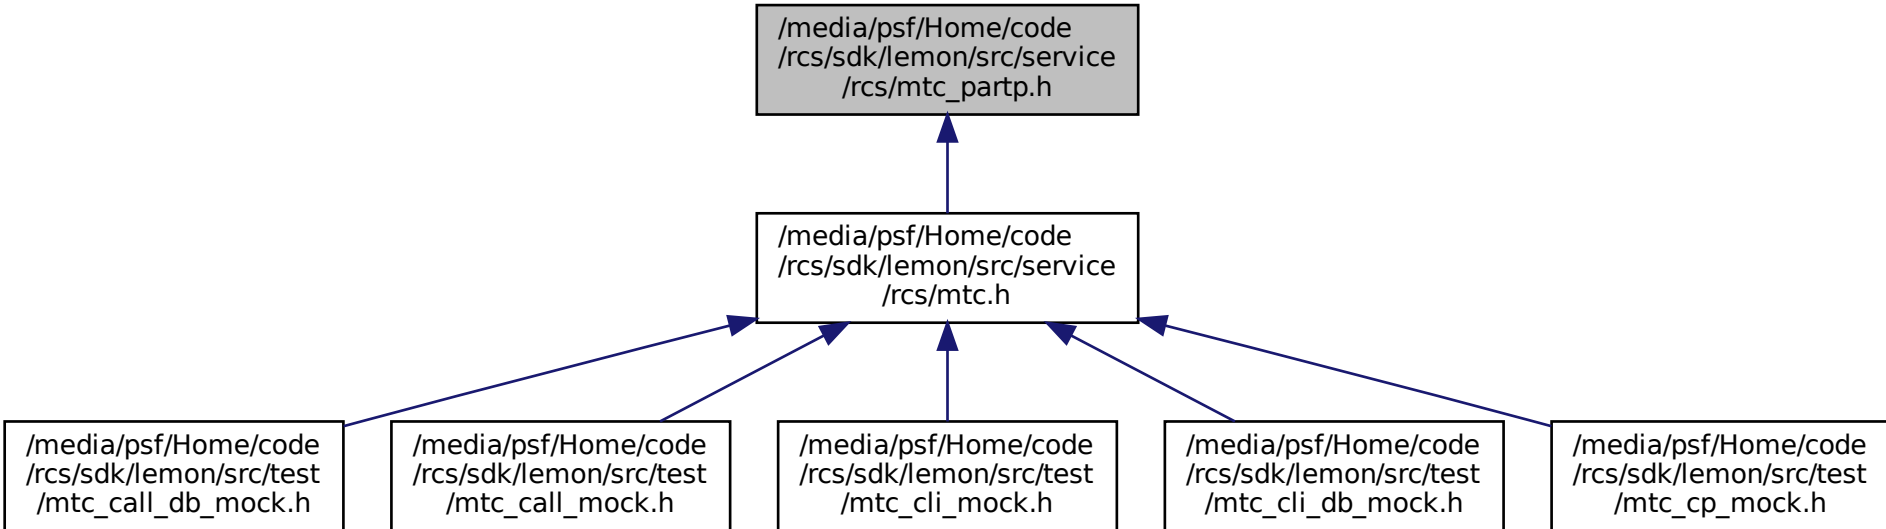 /media/psf/Home/code
/rcs/sdk/lemon/src/service
/rcs/mtc_partp.h
/media/psf/Home/code
/rcs/sdk/lemon/src/service
/rcs/mtc.h
/media/psf/Home/code
/rcs/sdk/lemon/src/test
/mtc_call_db_mock.h
/media/psf/Home/code
/rcs/sdk/lemon/src/test
/mtc_call_mock.h
/media/psf/Home/code
/rcs/sdk/lemon/src/test
/mtc_cli_mock.h
/media/psf/Home/code
/rcs/sdk/lemon/src/test
/mtc_cli_db_mock.h
/media/psf/Home/code
/rcs/sdk/lemon/src/test
/mtc_cp_mock.h